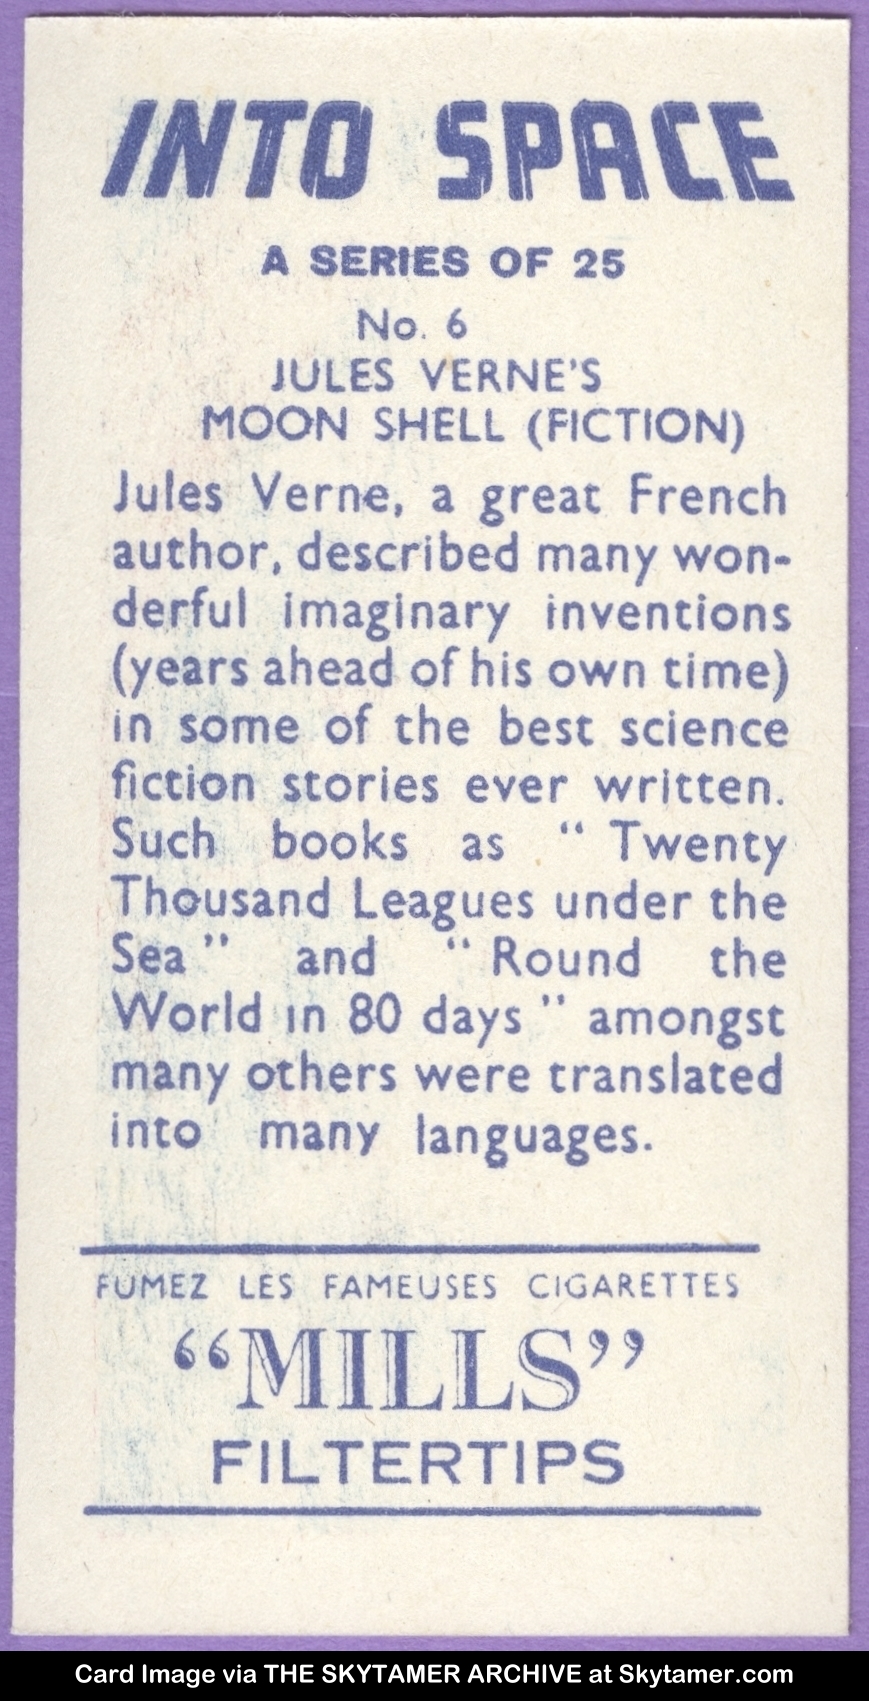 INTO SPACE
A SERIES OF 25
No. 6
JULES VERNE'S
MOON SHELL (FICTION)
Jules Verne, a great French
author, described many won-
derful imaginary inventions
(years ahead of his own time)
in some of the best science
fiction stories ever written.
Such books as “ Twenty
Thousand Leagues under the
Sea ” and “ Round the
World in 80 days ” amongst
many others were translated
into many languages.
FUMEZ LES FAMEUSES CIGARETTES
“MILLS”
FILTERTIPS
Card Image via THE SKYTAMER ARCHIVE at Skytamer.com